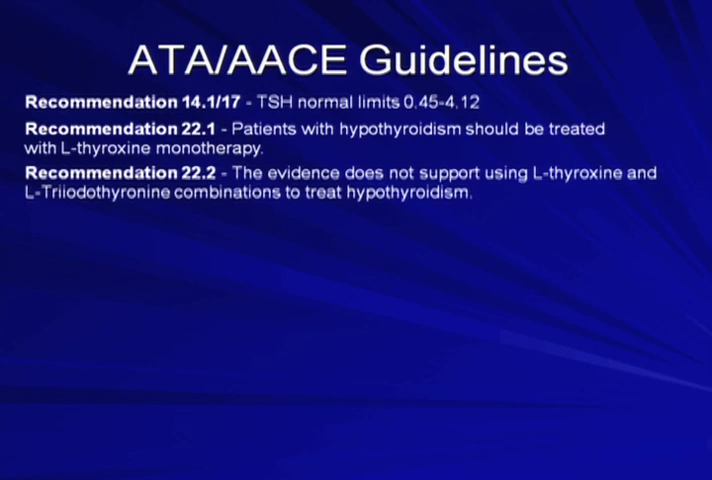 ATA/AACE Guidelines
Recommendation 14.1/17 - TSH normal limits 0.45-4.12
Recommendation 22.1 - Patients with hypothyroidism should be treated
with L-thyroxine monotherapy.
Recommendation 22.2 - The evidence does not support using L-thyroxine and
L-Triiodothyronine combinations to treat hypothyroidism.